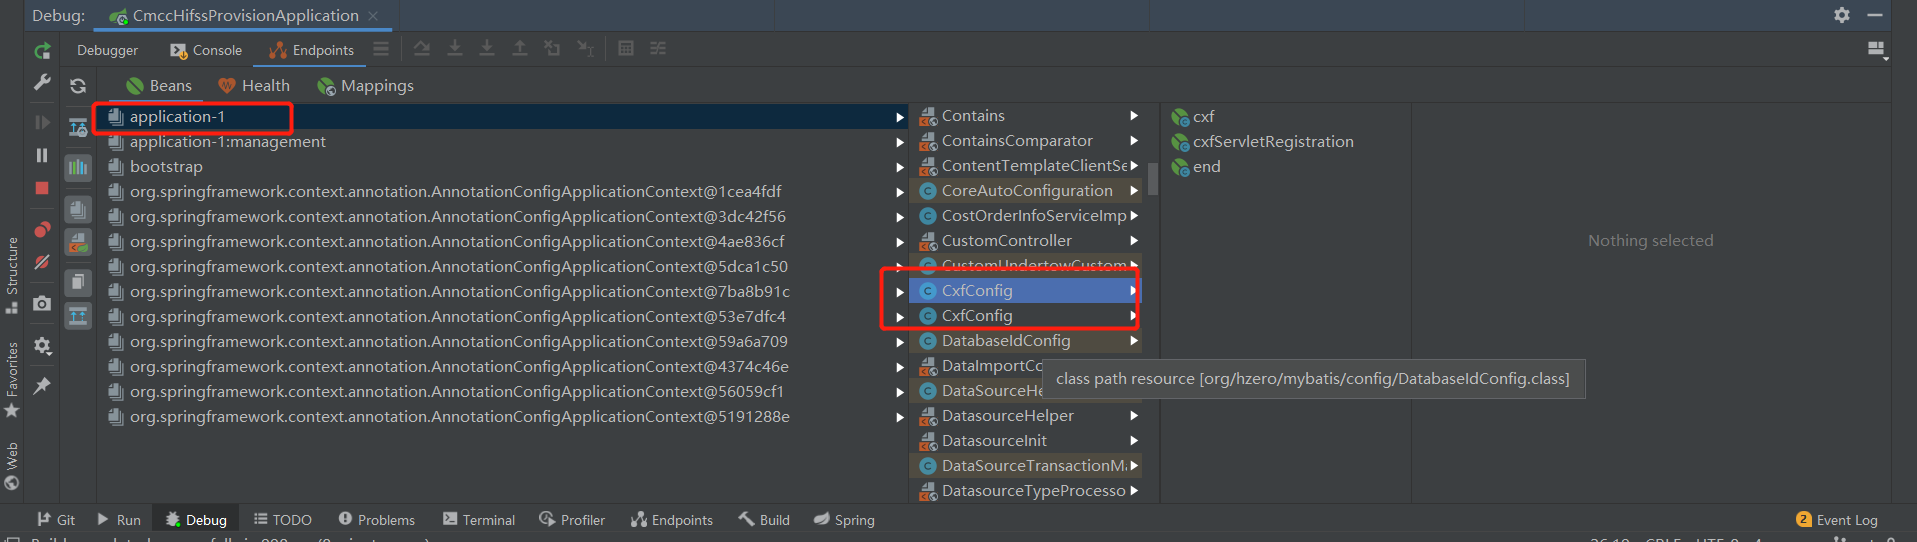 Debug: CmccHifssProvisionApplication
Debugger Console Endpoints
Beans Health Mappings
application-1
application-1:management
bootstrap
org.springframework.context.annotation.AnnotationConfigApplicationContext@1cea4fdf
org.springframework.context.annotation.AnnotationConfigApplicationContext@3dc42f56
org.springframework.context.annotation.AnnotationConfigApplicationContext@4ae836cf
org.springframework.context.annotation.AnnotationConfigApplicationContext@5dca1c50
org.springframework.context.annotation.AnnotationConfigApplicationContext@7ba8b91c
org.springframework.context.annotation.AnnotationConfigApplicationContext@53e7dfc4
org.springframework.context.annotation.AnnotationConfigApplicationContext@59a6a709
org.springframework.context.annotation.AnnotationConfigApplicationContext@4374c46e
org.springframework.context.annotation.AnnotationConfigApplicationContext@56059cf1
org.springframework.context.annotation.AnnotationConfigApplicationContext@5191288e
Contains
ContainsComparator
ContentTemplateClientSe
CoreAutoConfiguration
CostOrderInfoServiceImp
CustomController
CustomUndertowCustom
CxfConfig
CxfConfig
DatabaseIdConfig
DataImportCo
DataSourceHe
DatasourceHelper
DatasourceInit
DataSourceTransactionMa
DatasourceTypeProcesso
cxf
cxfServletRegistration
end
Nothing selected
class path resource [org/hzero/mybatis/config/DatabaseIdConfig.class]
Structure
Favorites
Web
Git Run Debug TODO Problems Terminal Profiler Endpoints Build Spring
2 Event Log